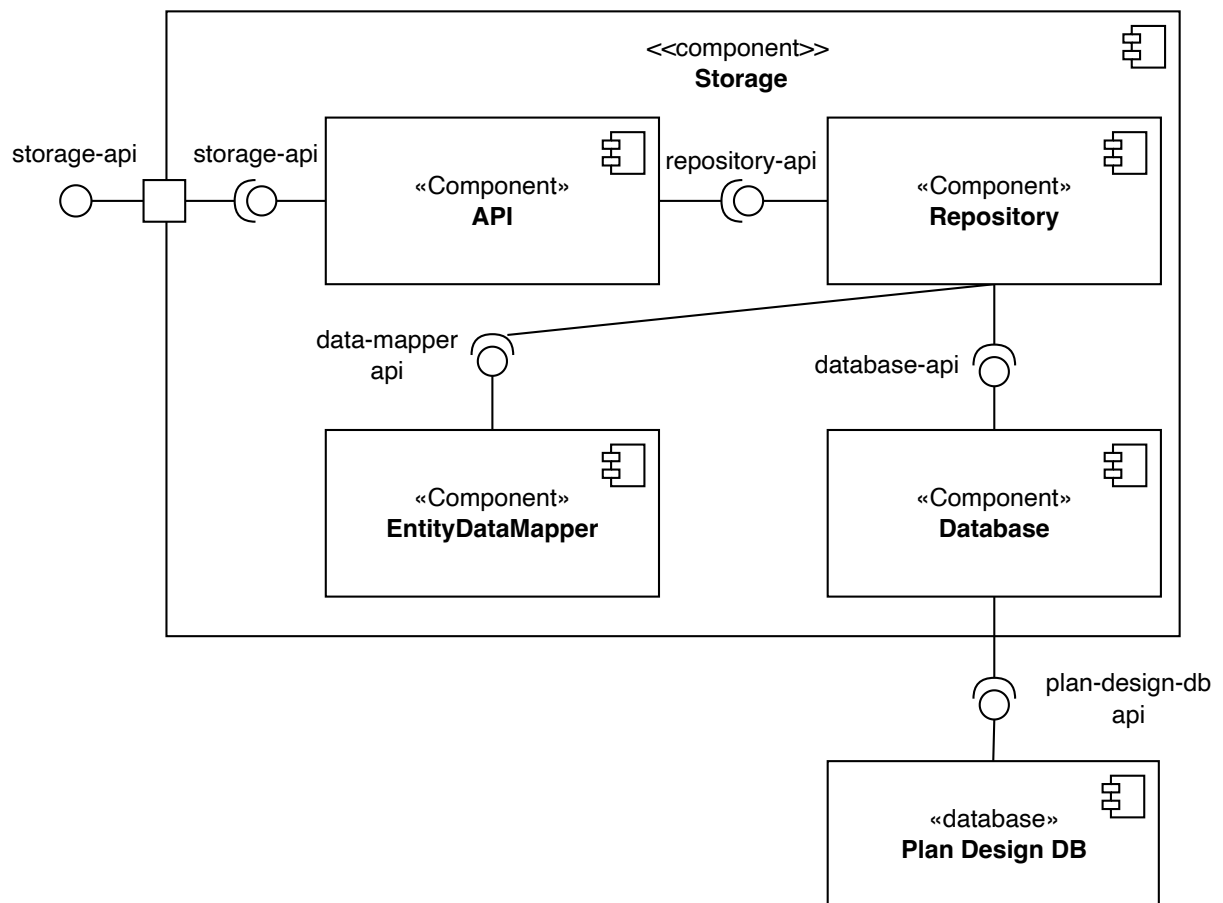 <<component>>
Storage
storage-api
storage-api
«Component»
API
repository-api
«Component»
Repository
data-mapper
api
database-api
«Component»
EntityDataMapper
«Component»
Database
plan-design-db
api
«database»
Plan Design DB